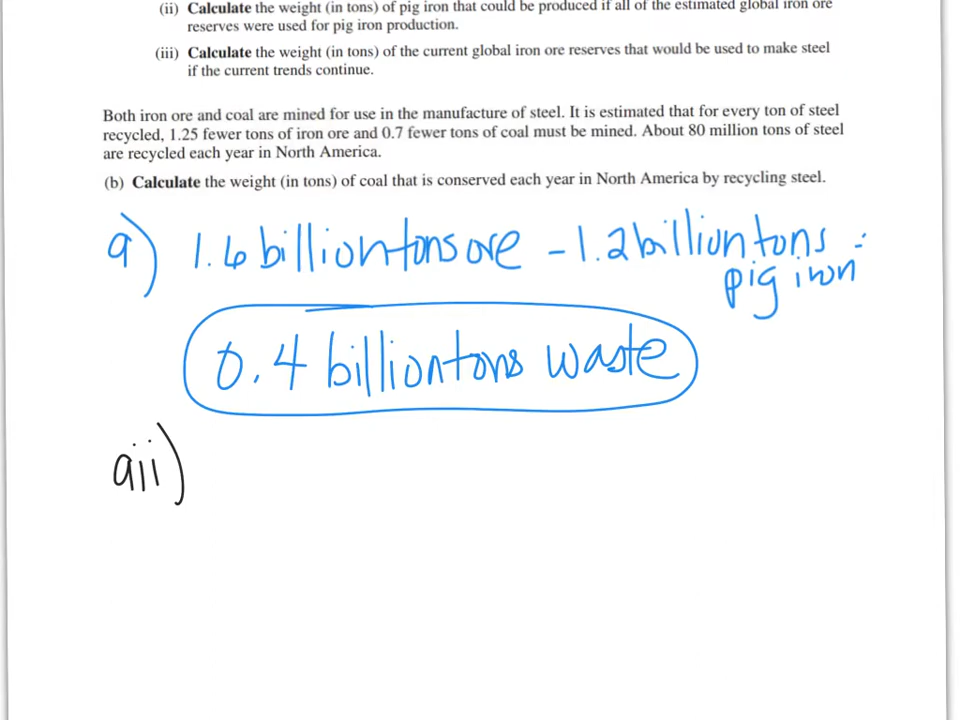 (ii) Calculate the weight (in tons) of pig iron that could be produced if all of the estimated global iron ore
reserves were used for pig iron production.
(iii) Calculate the weight (in tons) of the current global iron ore reserves that would be used to make steel
if the current trends continue.
Both iron ore and coal are mined for use in the manufacture of steel. It is estimated that for every ton of steel
recycled, 1.25 fewer tons of iron ore and 0.7 fewer tons of coal must be mined. About 80 million tons of steel
are recycled each year in North America.
(b) Calculate the weight (in tons) of coal that is conserved each year in North America by recycling steel.
a) 1.6 billion tons ore - 1.2 billion tons =
pig iron
0.4 billion tons waste
aii)